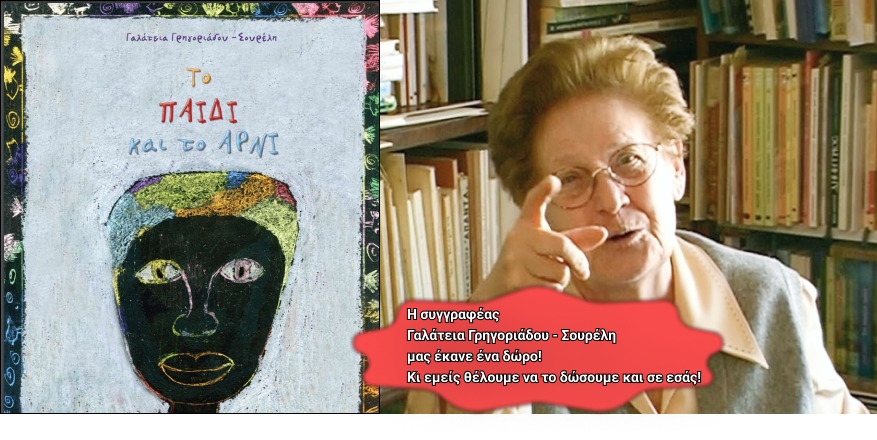 Γαλάτεια Γρηγοριάδου - Σουρέλη
Το
ΠΑΙΔΙ
και το ΑΡΝΙ
Η συγγραφέας
Γαλάτεια Γρηγοριάδου - Σουρέλη
μας έκανε ένα δώρο!
Κι εμείς θέλουμε να το δώσουμε και σε εσάς!